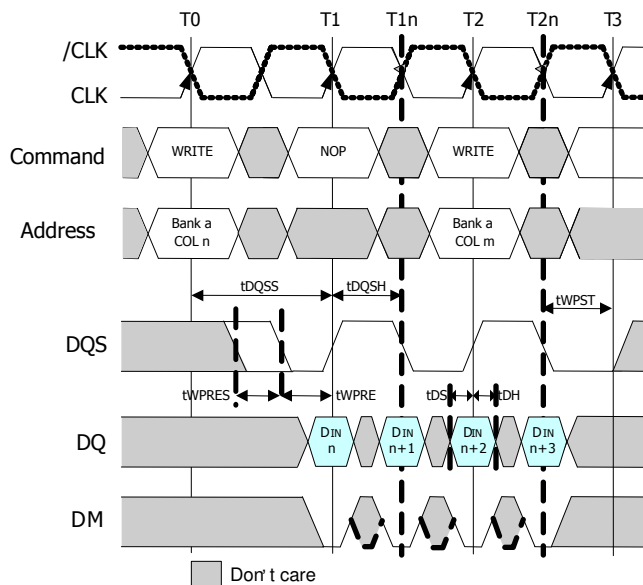 T0 T1 T1n T2 T2n T3
/CLK
CLK
Command WRITE NOP WRITE
Address Bank a COL n Bank a COL m
tDQSS tDQSH tWPST
DQS
tWPRES tWPRE tDS tDH
DQ DIN n DIN n+1 DIN n+2 DIN n+3
DM
Don't care